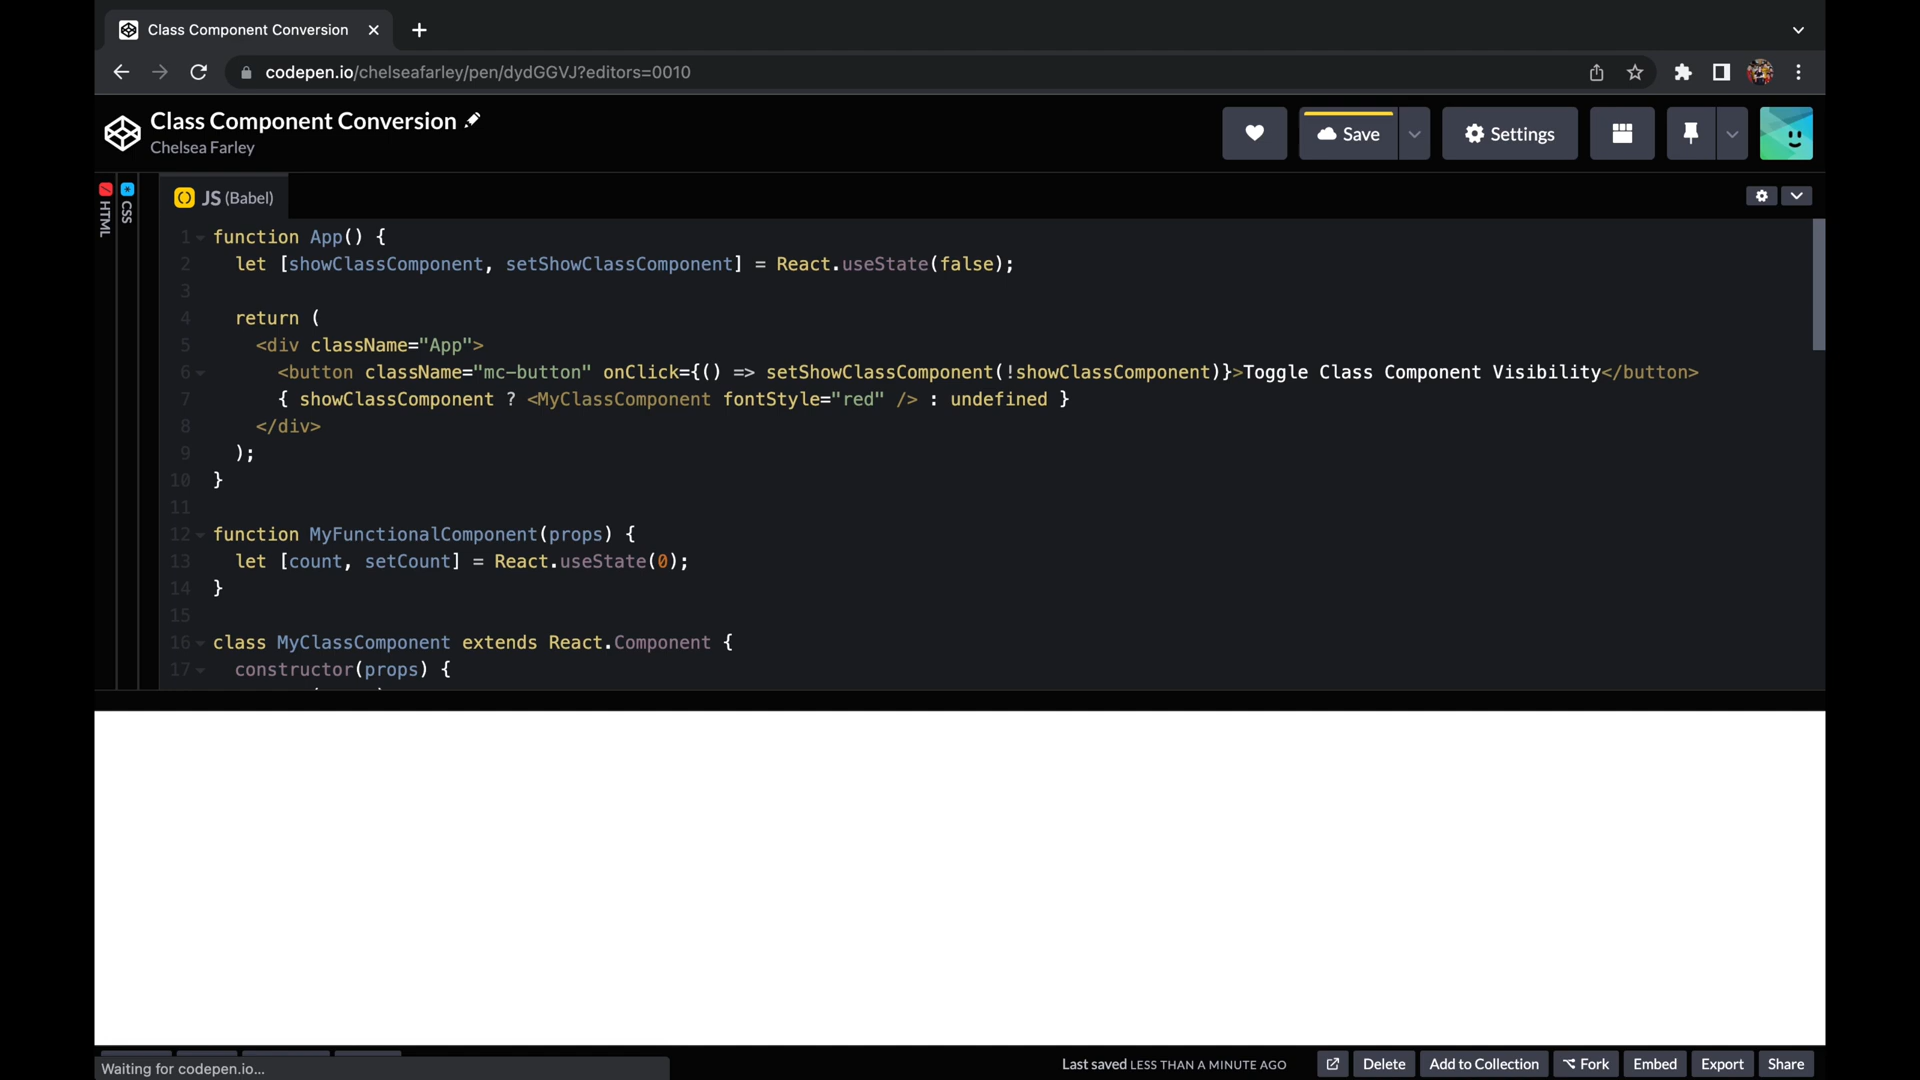 Class Component Conversion
codepen.io/chelseafarley/pen/dydGGVJ?editors=0010
Class Component Conversion
Chelsea Farley
Save
Settings
HTML
CSS
JS (Babel)
1 function App() {
2 let [showClassComponent, setShowClassComponent] = React.useState(false);
3
4 return (
5 <div className="App">
6 <button className="mc-button" onClick={() => setShowClassComponent(!showClassComponent)}>Toggle Class Component Visibility</button>
7 { showClassComponent ? <MyClassComponent fontStyle="red" /> : undefined }
8 </div>
9 );
10 }
11
12 function MyFunctionalComponent(props) {
13 let [count, setCount] = React.useState(0);
14 }
15
16 class MyClassComponent extends React.Component {
17 constructor(props) {
Waiting for codepen.io...
Last saved LESS THAN A MINUTE AGO
Delete
Add to Collection
Fork
Embed
Export
Share